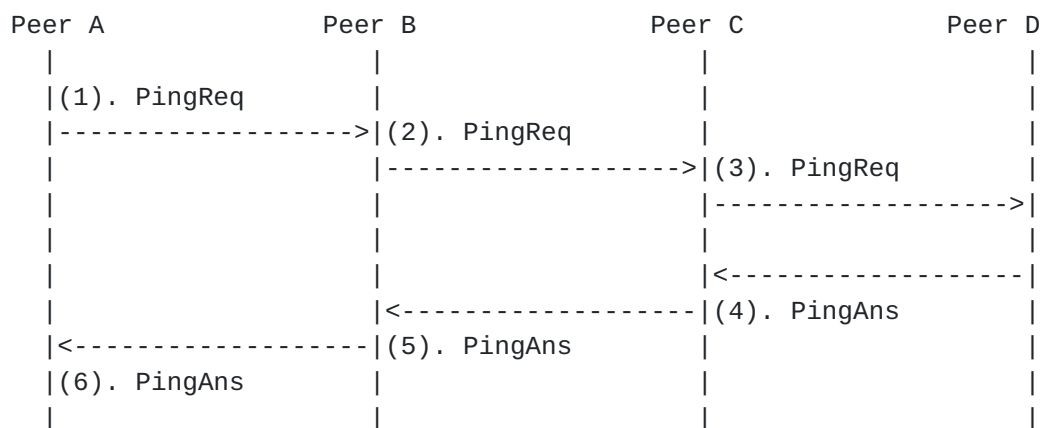 Peer A Peer B Peer C Peer D
(1). PingReq
(2). PingReq
(3). PingReq
(4). PingAns
(5). PingAns
(6). PingAns